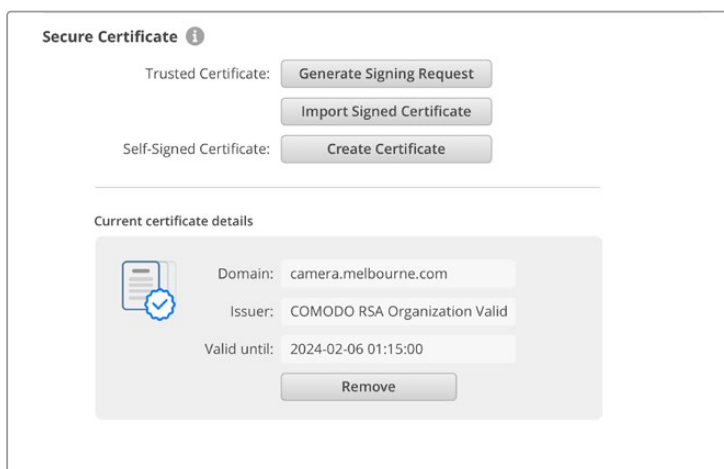 Secure Certificate
Trusted Certificate: Generate Signing Request
Import Signed Certificate
Self-Signed Certificate: Create Certificate
Current certificate details
Domain: camera.melbourne.com
Issuer: COMODO RSA Organization Valid
Valid until: 2024-02-06 01:15:00
Remove